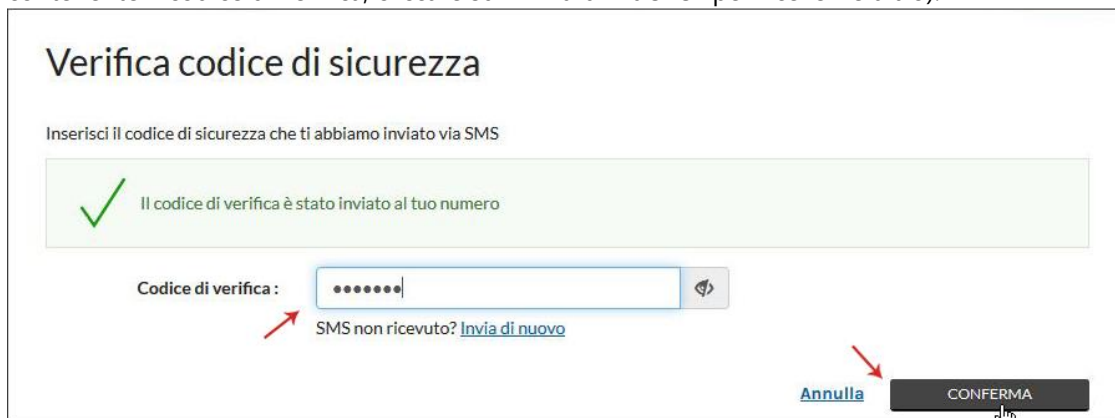 Verifica codice di sicurezza
Inserisci il codice di sicurezza che ti abbiamo inviato via SMS
Il codice di verifica è stato inviato al tuo numero
Codice di verifica :
•••••••
SMS non ricevuto? Invia di nuovo
Annulla
CONFERMA